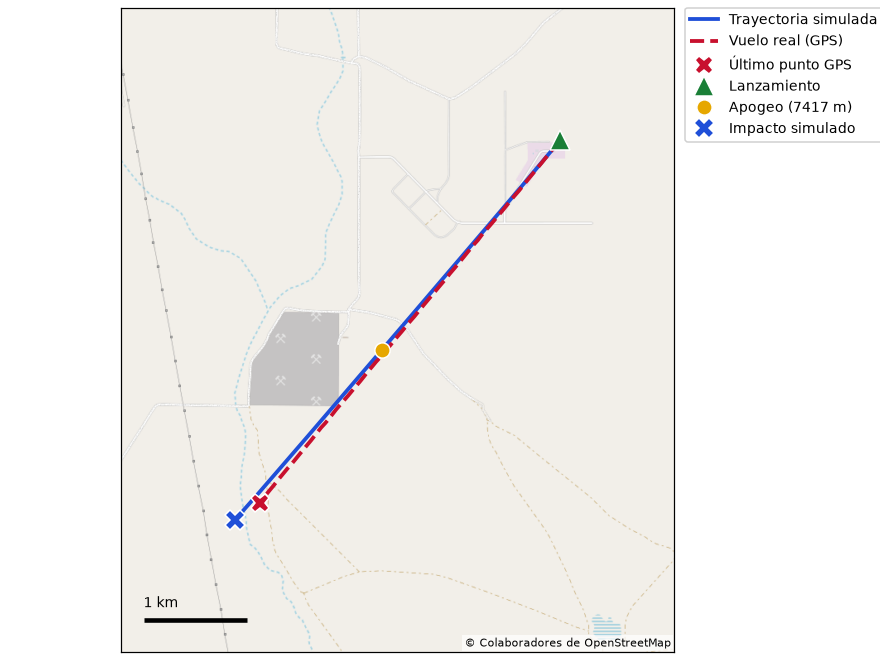 Trayectoria simulada
Vuelo real (GPS)
Último punto GPS
Lanzamiento
Apogeo (7417 m)
Impacto simulado
1 km
© Colaboradores de OpenStreetMap